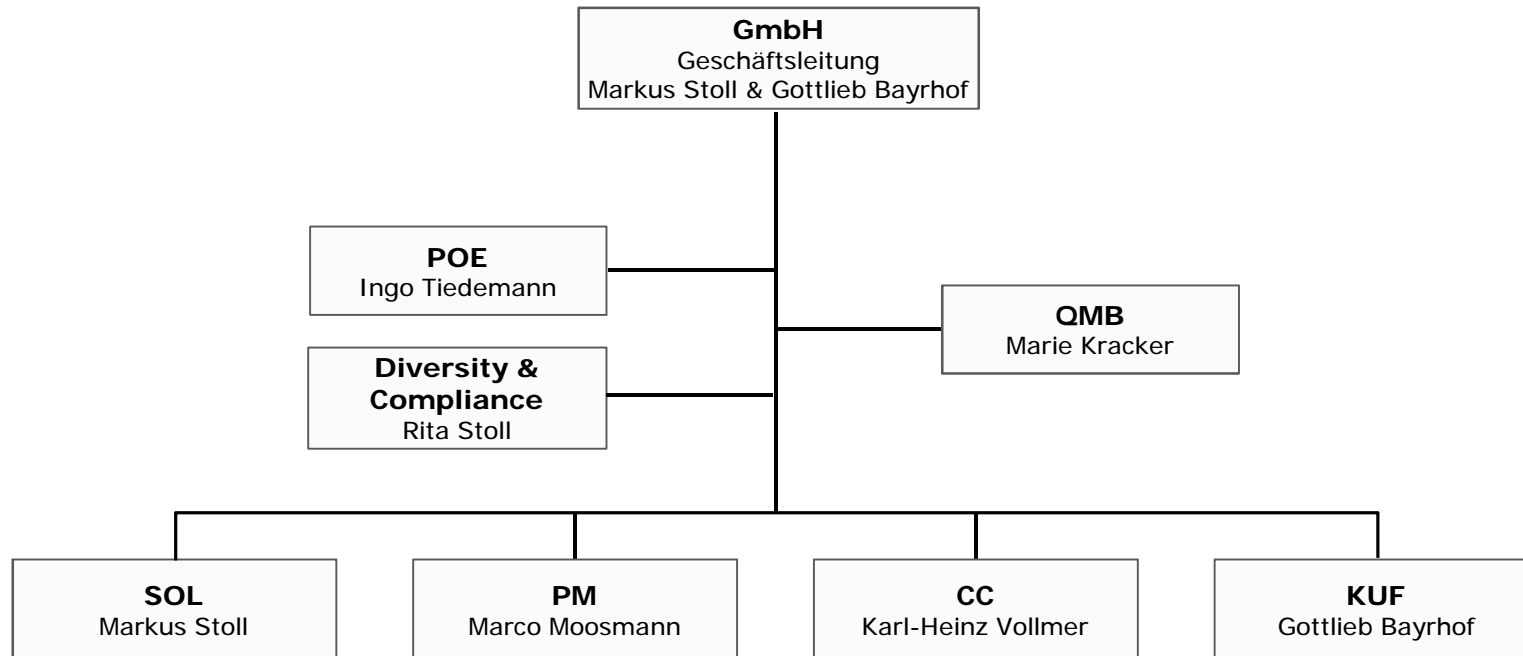 GmbH
Geschäftsleitung
Markus Stoll & Gottlieb Bayrhof
POE
Ingo Tiedemann
QMB
Marie Kracker
Diversity &
Compliance
Rita Stoll
SOL
Markus Stoll
PM
Marco Moosmann
CC
Karl-Heinz Vollmer
KUF
Gottlieb Bayrhof